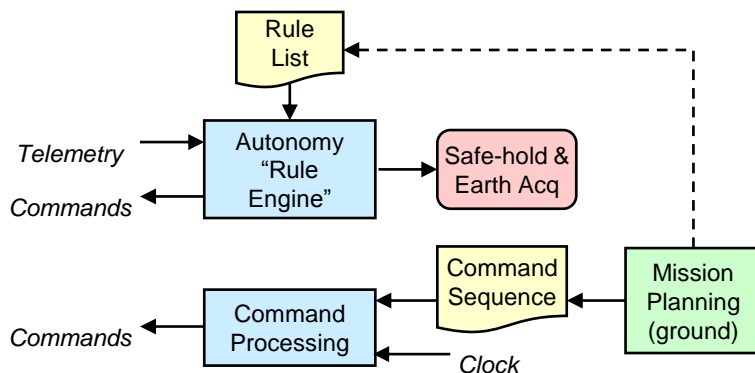 Rule
List
Telemetry
Commands
Autonomy
“Rule
Engine”
Safe-hold &
Earth Acq
Command
Sequence
Mission
Planning
(ground)
Command
Processing
Commands
Clock